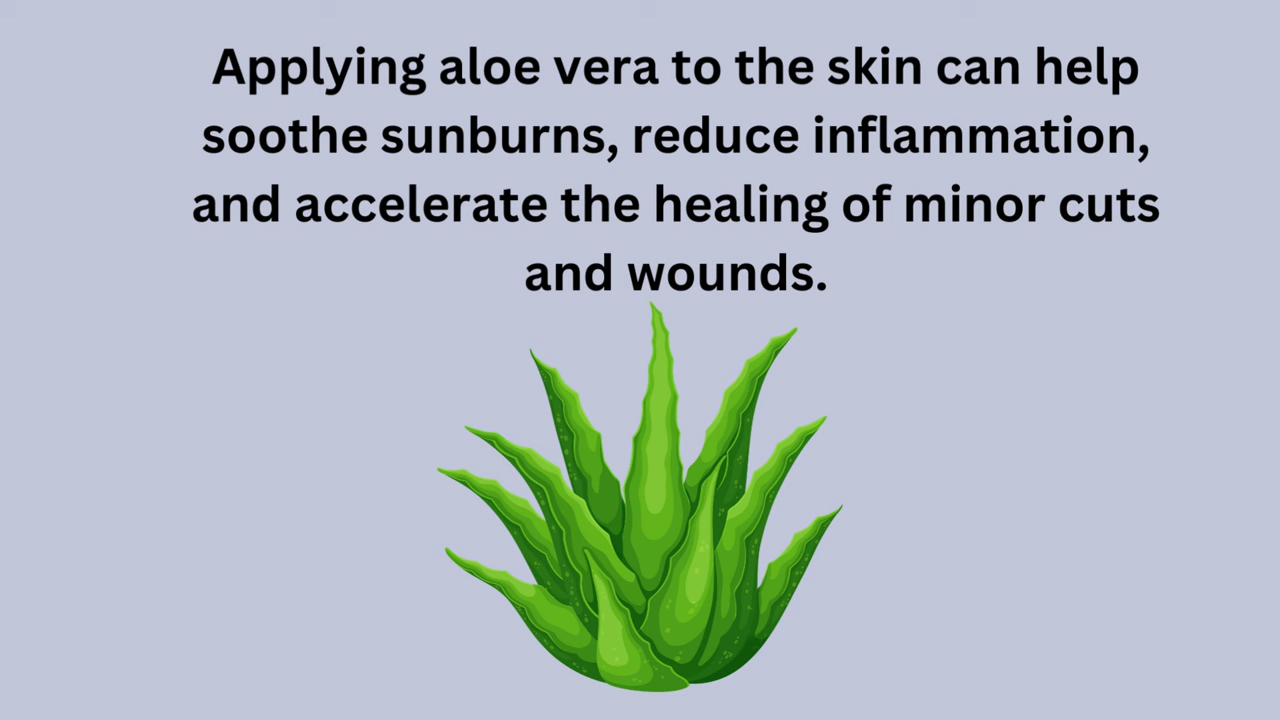 Applying aloe vera to the skin can help
soothe sunburns, reduce inflammation,
and accelerate the healing of minor cuts
and wounds.